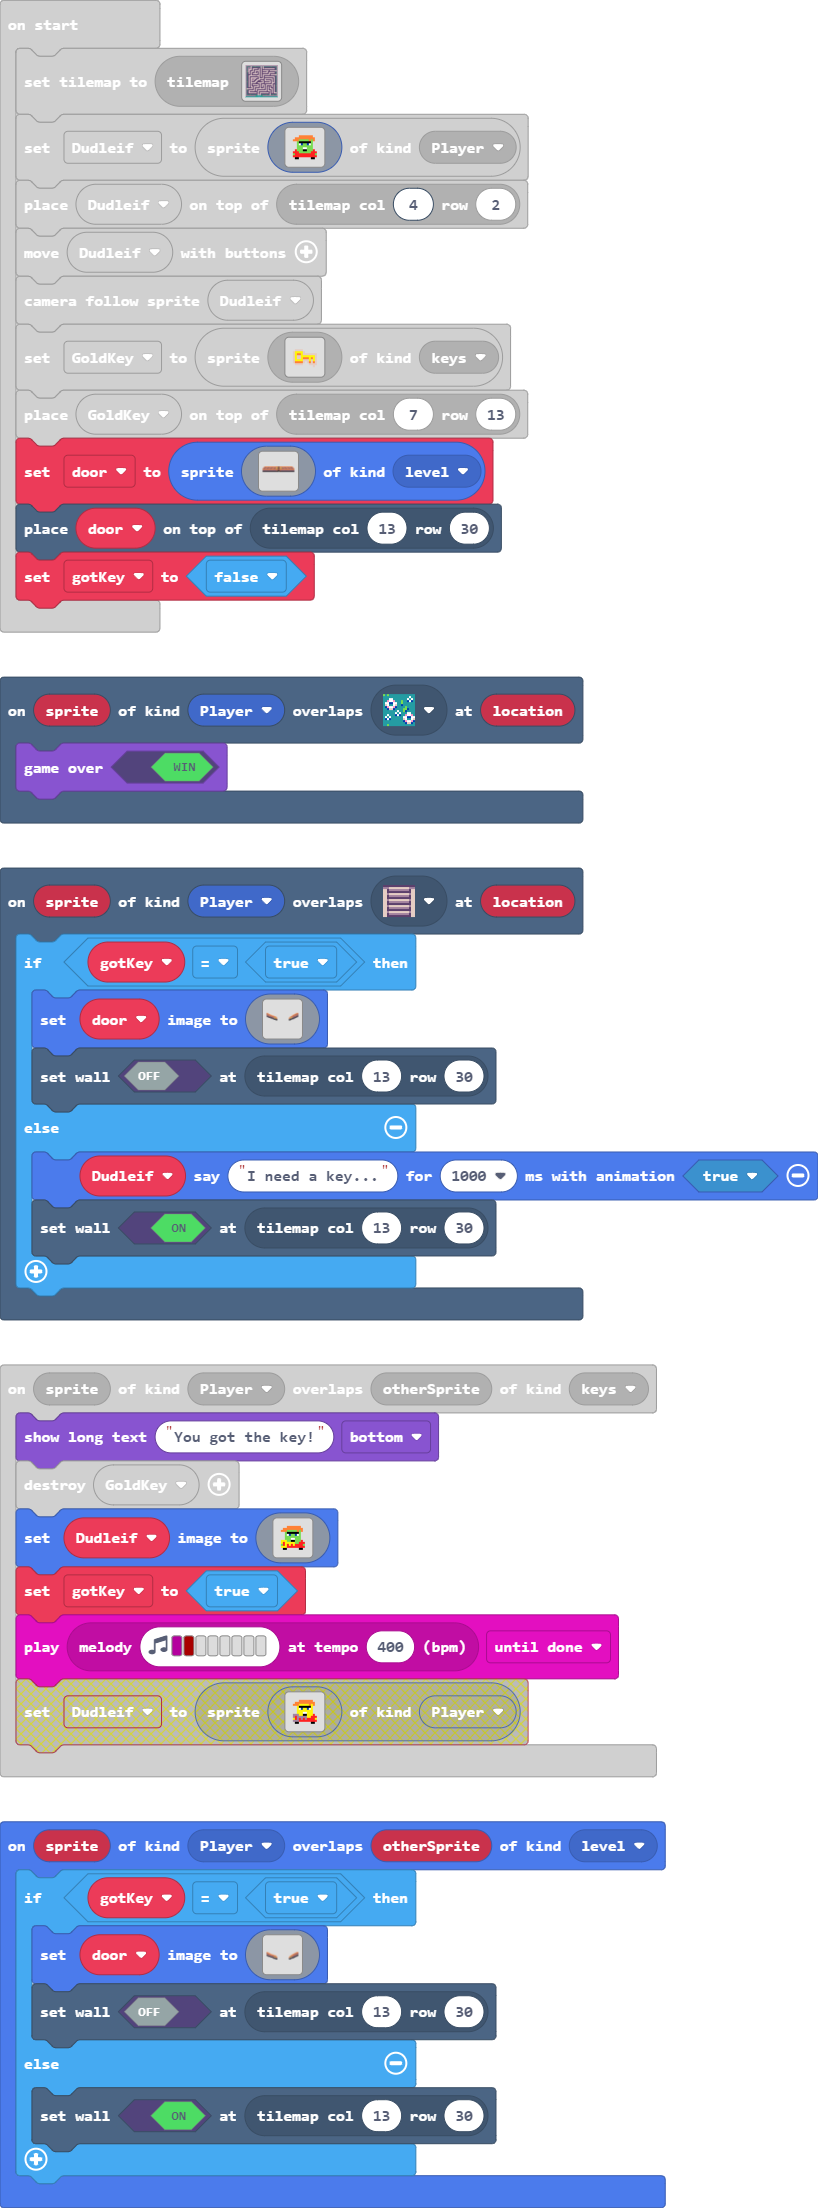 on start
set tilemap to tilemap
set Dudleif to sprite of kind Player
place Dudleif on top of tilemap col 4 row 2
move Dudleif with buttons
camera follow sprite Dudleif
set GoldKey to sprite of kind keys
place GoldKey on top of tilemap col 7 row 13
set door to sprite of kind level
place door on top of tilemap col 13 row 30
set gotKey to false
on sprite of kind Player overlaps at location
game over WIN
on sprite of kind Player overlaps at location
if gotKey = true then
set door image to
set wall OFF at tilemap col 13 row 30
else
Dudleif say "I need a key..." for 1000 ms with animation true
set wall ON at tilemap col 13 row 30
on sprite of kind Player overlaps otherSprite of kind keys
show long text "You got the key!" bottom
destroy GoldKey
set Dudleif image to
set gotKey to true
play melody at tempo 400 (bpm) until done
set Dudleif to sprite of kind Player
on sprite of kind Player overlaps otherSprite of kind level
if gotKey = true then
set door image to
set wall OFF at tilemap col 13 row 30
else
set wall ON at tilemap col 13 row 30